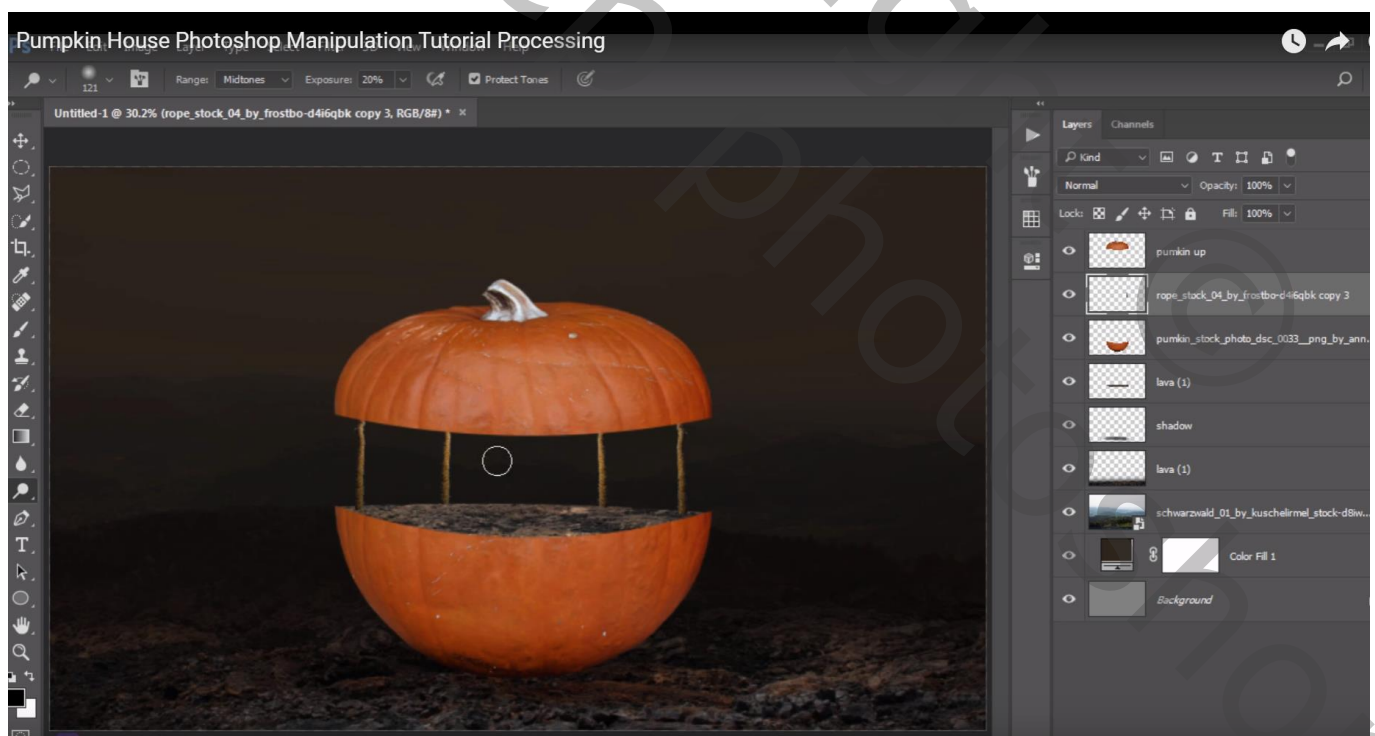 Pumpkin House Photoshop Manipulation Tutorial Processing
121 Range: Midtones Exposure: 20% Protect Tones
Untitled-1 @ 30.2% (rope_stock_04_by_frostbo-d4i6qbk copy 3, RGB/8#) * ×
Layers Channels
Kind
Normal Opacity: 100%
Lock: Fill: 100%
pumkin up
rope_stock_04_by_frostbo-d4i6qbk copy 3
pumkin_stock_photo_dsc_0033__png_by_ann...
lava (1)
shadow
lava (1)
schwarzwald_01_by_kuschelirmel_stock-d8iw...
Color Fill 1
Background